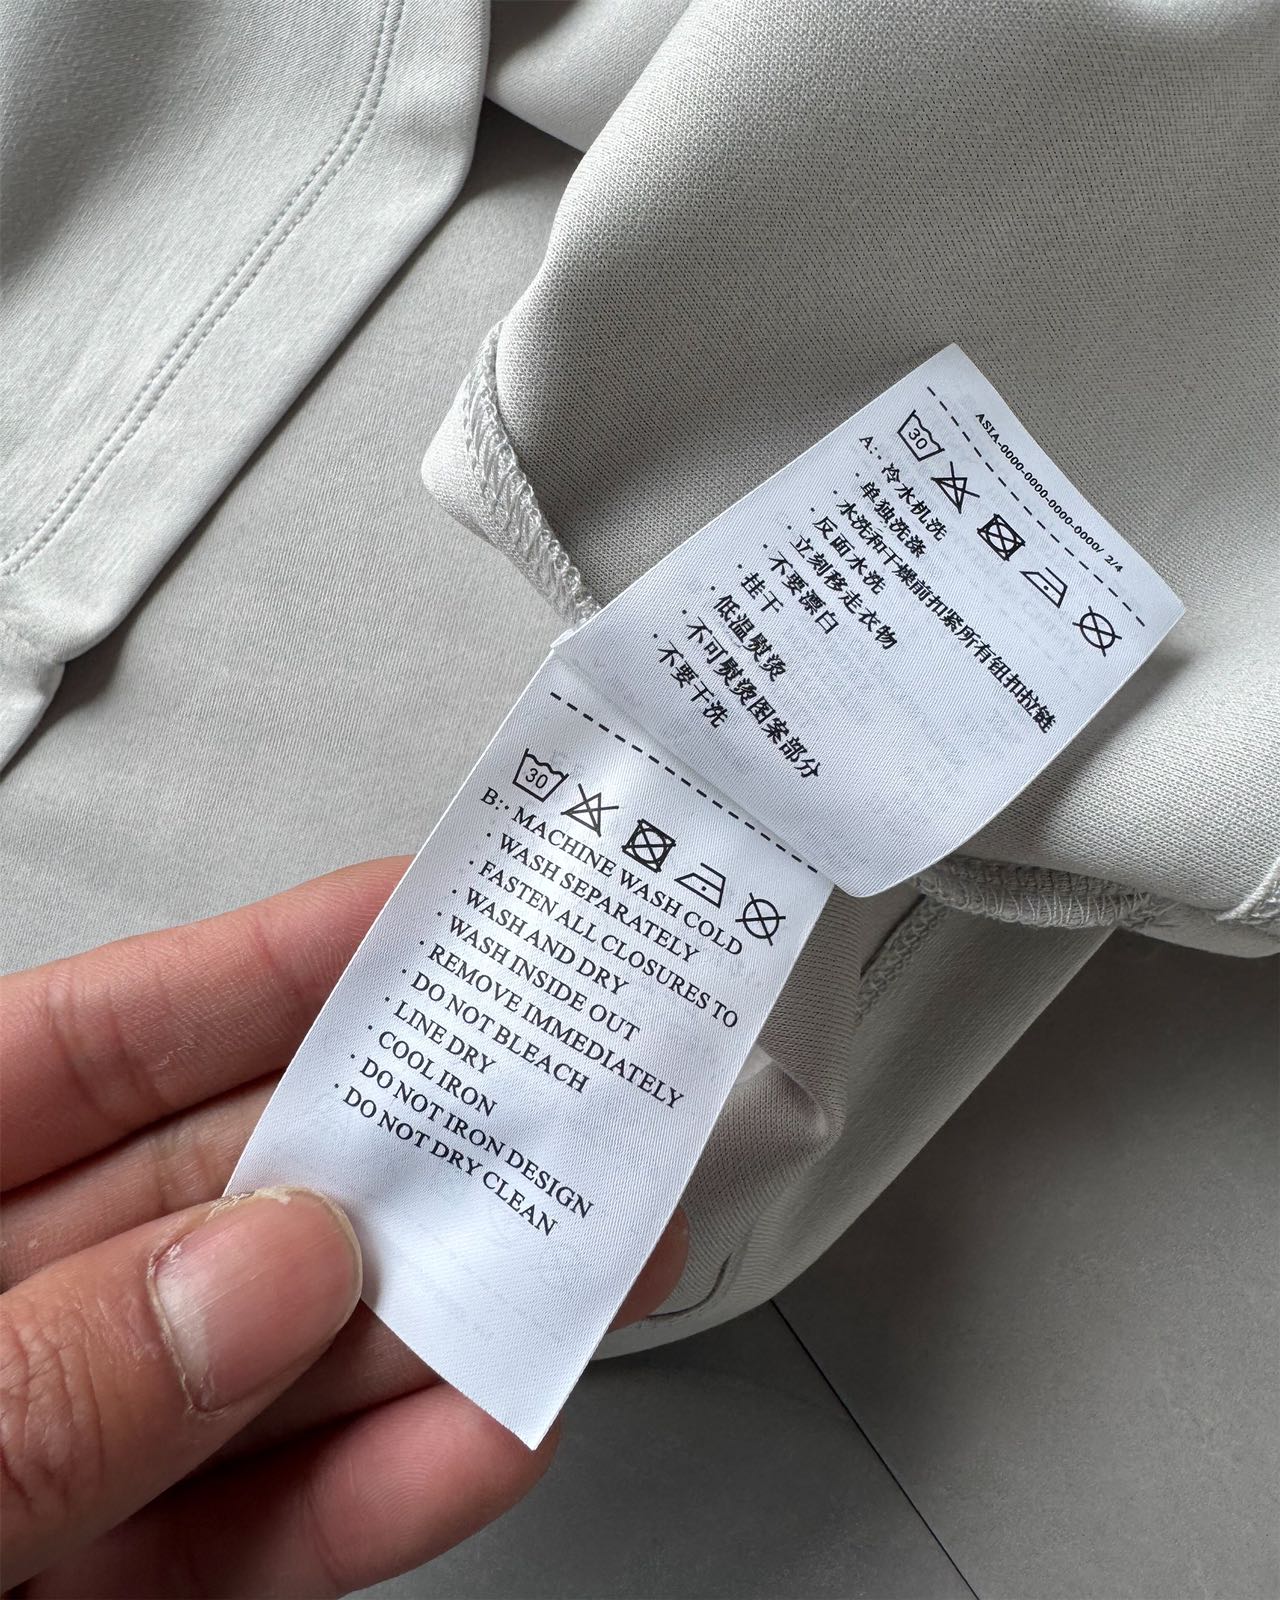 ASIA-0000-0000-0000-0000/ 2/4
30
A:· 冷水机洗
· 单独洗涤
· 水洗和干燥前扣紧所有钮扣拉链
· 反面水洗
· 立刻移走衣物
· 不要漂白
· 挂干
· 低温熨烫
· 不可熨烫图案部分
· 不要干洗
30
B:· MACHINE WASH COLD
· WASH SEPARATELY
· FASTEN ALL CLOSURES TO
WASH AND DRY
· WASH INSIDE OUT
· REMOVE IMMEDIATELY
· DO NOT BLEACH
· LINE DRY
· COOL IRON
· DO NOT IRON DESIGN
· DO NOT DRY CLEAN